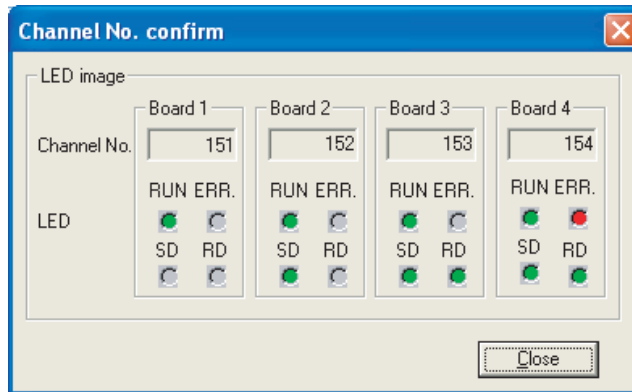 Channel No. confirm
LED image
Board 1 Board 2 Board 3 Board 4
Channel No. 151 152 153 154
RUN ERR. RUN ERR. RUN ERR. RUN ERR.
LED
SD RD SD RD SD RD SD RD
Close